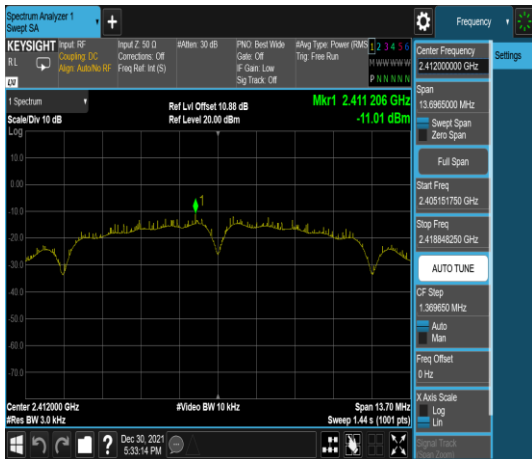 Spectrum Analyzer 1
Swept SA
+
Frequency
KEYSIGHT
Input: RF
Input Z: 50 Ω
#Atten: 30 dB
PNO: Best Wide
#Avg Type: Power (RMS
1 2 3 4 5 6
RL
Coupling: DC
Corrections: Off
Gate: Off
Trig: Free Run
M WWWWW
Align: Auto/No RF
Freq Ref: Int (S)
IF Gain: Low
Sig Track: Off
P N N N N N
LXI
1 Spectrum
Scale/Div 10 dB
Ref Lvl Offset 10.88 dB
Ref Level 20.00 dBm
Mkr1 2.411 206 GHz
-11.01 dBm
Log
10.0
0.00
-10.0
-20.0
-30.0
-40.0
-50.0
-60.0
-70.0
1
Center 2.412000 GHz
#Res BW 3.0 kHz
#Video BW 10 kHz
Span 13.70 MHz
Sweep 1.44 s (1001 pts)
Dec 30, 2021
5:33:14 PM
?
Settings
Center Frequency
2.412000000 GHz
Span
13.6965000 MHz
Swept Span
Zero Span
Full Span
Start Freq
2.405151750 GHz
Stop Freq
2.418848250 GHz
AUTO TUNE
CF Step
1.369650 MHz
Auto
Man
Freq Offset
0 Hz
X Axis Scale
Log
Lin
Signal Track
(Span Zoom)